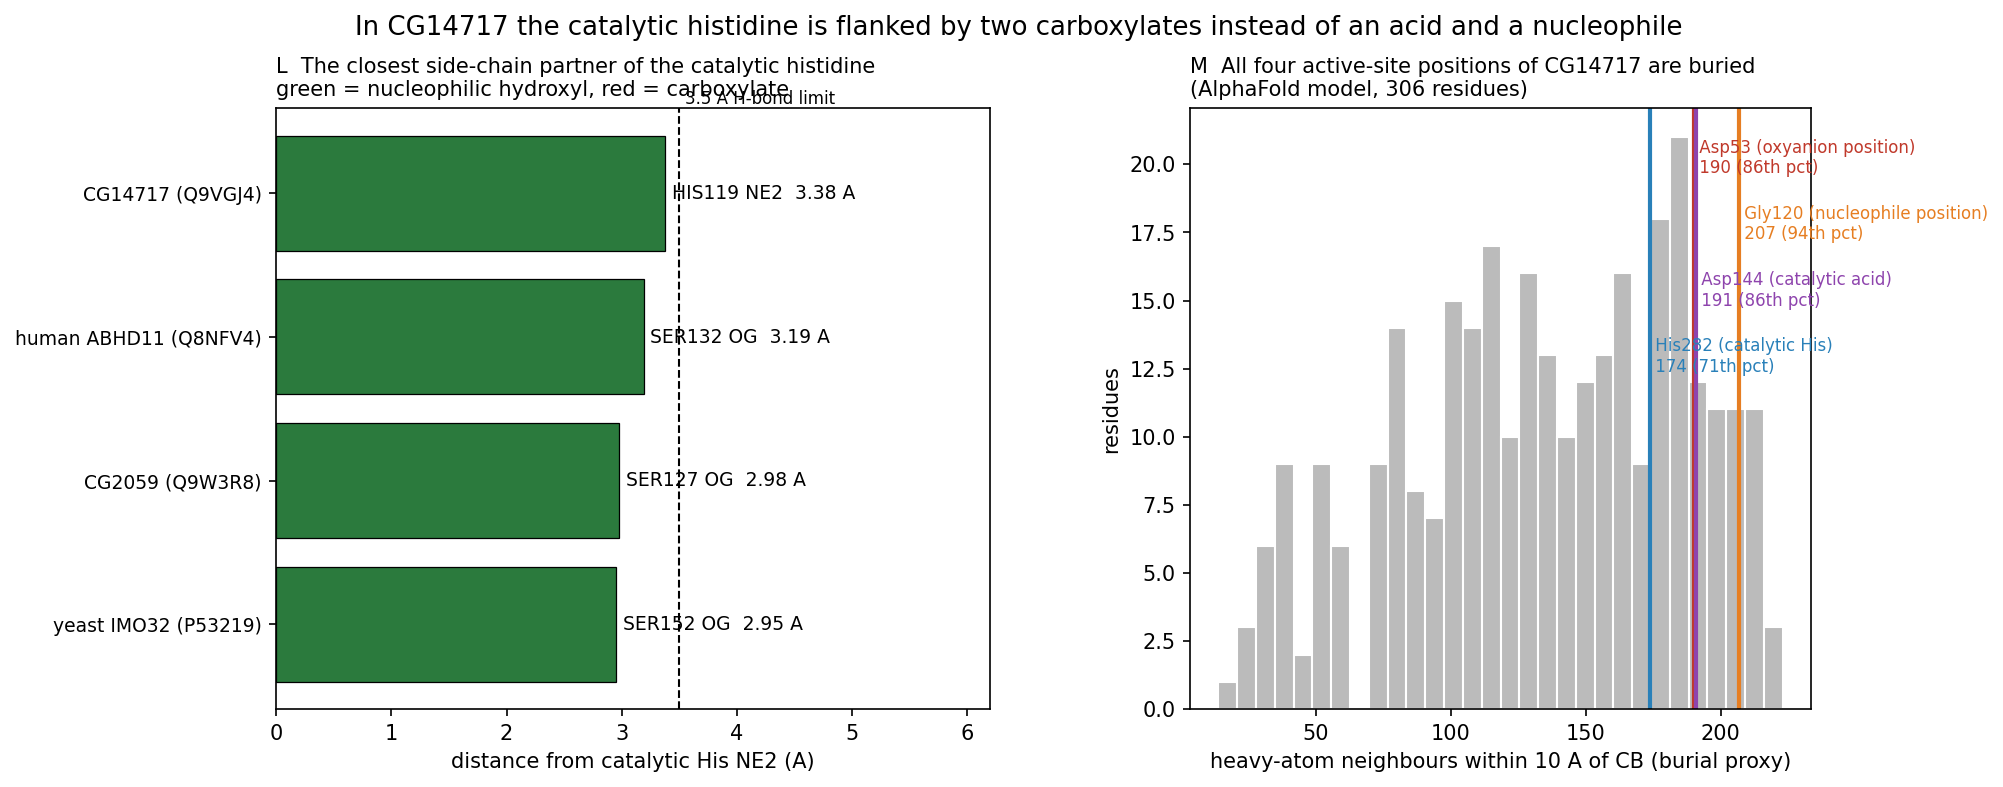 In CG14717 the catalytic histidine is flanked by two carboxylates instead of an acid and a nucleophile
L  The closest side-chain partner of the catalytic histidine
green = nucleophilic hydroxyl, red = carboxylate
3.5 A H-bond limit
CG14717 (Q9VGJ4)
HIS119 NE2  3.38 A
human ABHD11 (Q8NFV4)
SER132 OG  3.19 A
CG2059 (Q9W3R8)
SER127 OG  2.98 A
yeast IMO32 (P53219)
SER152 OG  2.95 A
0 1 2 3 4 5 6
distance from catalytic His NE2 (A)
M  All four active-site positions of CG14717 are buried
(AlphaFold model, 306 residues)
residues
20.0
17.5
15.0
12.5
10.0
7.5
5.0
2.5
0.0
Asp53 (oxyanion position)
190 (86th pct)
Gly120 (nucleophile position)
207 (94th pct)
Asp144 (catalytic acid)
191 (86th pct)
His282 (catalytic His)
174 (71th pct)
50 100 150 200
heavy-atom neighbours within 10 A of CB (burial proxy)